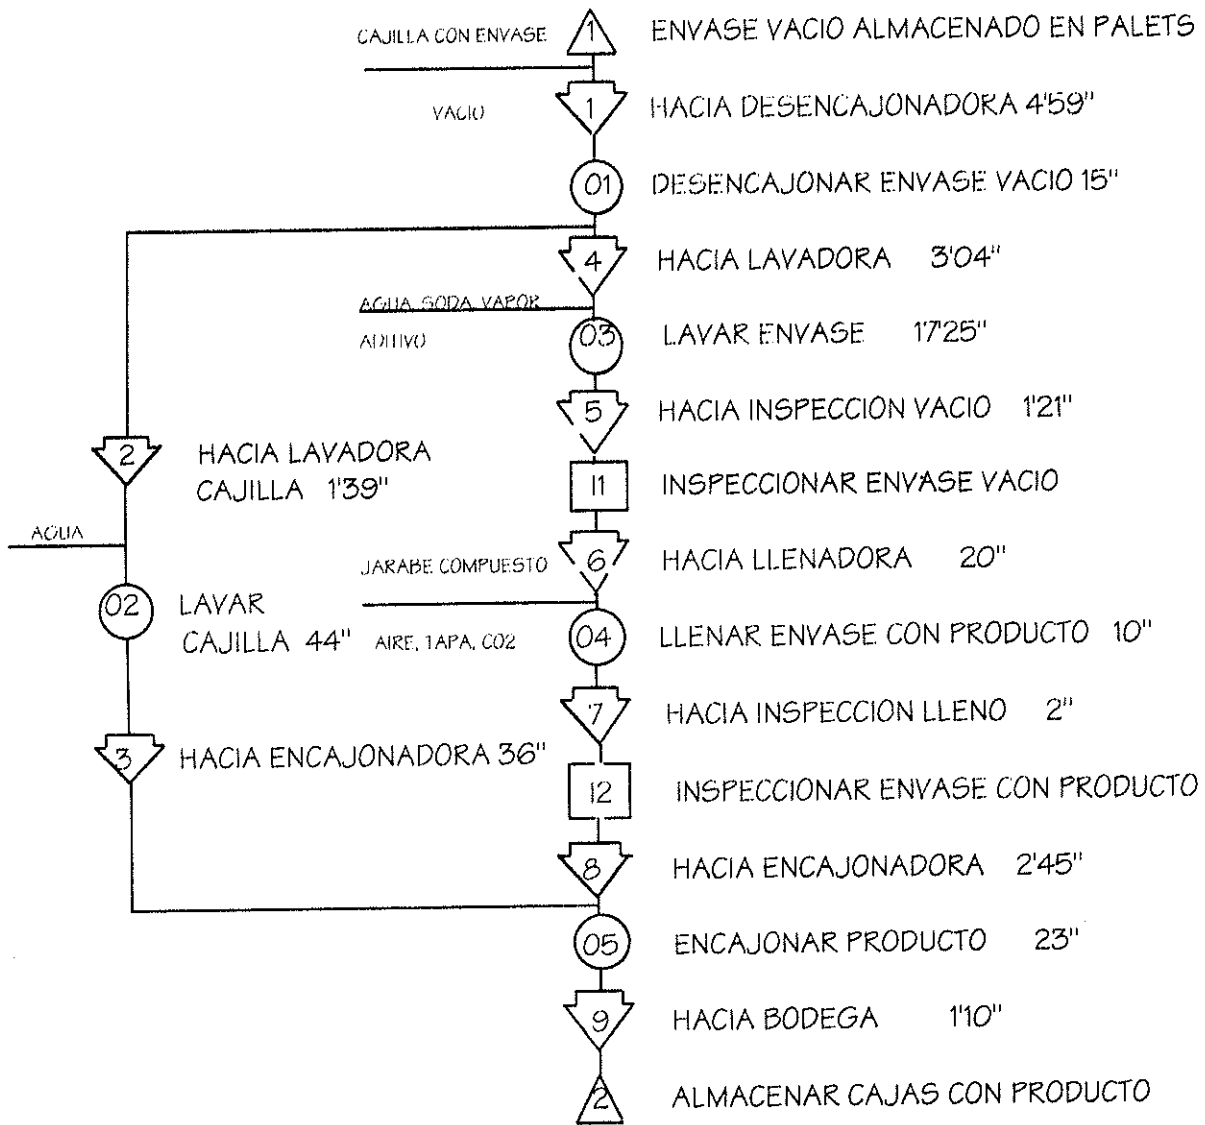 CAJILLA CON ENVASE
1
ENVASE VACIO ALMACENADO EN PALETS
VACIO
1
HACIA DESENCAJONADORA 4'59"
01
DESENCAJONAR ENVASE VACIO 15"
4
HACIA LAVADORA 3'04"
AGUA, SODA, VAPOR
ADITIVO
03
LAVAR ENVASE 17'25"
5
HACIA INSPECCION VACIO 1'21"
2
HACIA LAVADORA
CAJILLA 1'39"
I1
INSPECCIONAR ENVASE VACIO
AGUA
JARABE COMPUESTO
6
HACIA LLENADORA 20"
02
LAVAR
CAJILLA 44"
AIRE, TAPA, CO2
04
LLENAR ENVASE CON PRODUCTO 10"
7
HACIA INSPECCION LLENO 2"
3
HACIA ENCAJONADORA 36"
I2
INSPECCIONAR ENVASE CON PRODUCTO
8
HACIA ENCAJONADORA 2'45"
05
ENCAJONAR PRODUCTO 23"
9
HACIA BODEGA 1'10"
2
ALMACENAR CAJAS CON PRODUCTO